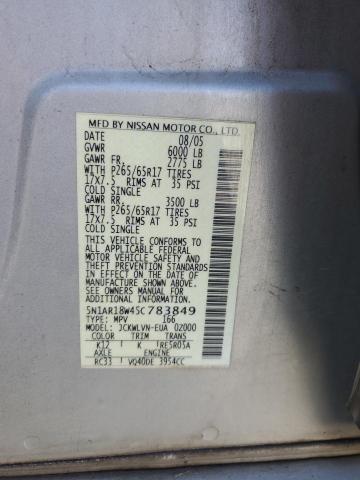 MFD BY NISSAN MOTOR CO., LTD.
DATE 08/05
GVWR 6000 LB
GAWR FR. 2775 LB
WITH P265/65R17 TIRES
17X7.5 RIMS AT 35 PSI
COLD SINGLE
GAWR RR. 3500 LB
WITH P265/65R17 TIRES
17X7.5 RIMS AT 35 PSI
COLD SINGLE
THIS VEHICLE CONFORMS TO
ALL APPLICABLE FEDERAL
MOTOR VEHICLE SAFETY AND
THEFT PREVENTION STANDARDS
IN EFFECT ON THE DATE OF
MANUFACTURE SHOWN ABOVE.
SEE OWNERS MANUAL FOR
ADDITIONAL INFORMATION.
5N1AR18W45C783849
TYPE: MPV 166
MODEL: JCKWLVN-EUA 0Z000
COLOR TRIM TRANS
K12 K RE5R05A
AXLE ENGINE
RC33 VQ40DE 3954CC